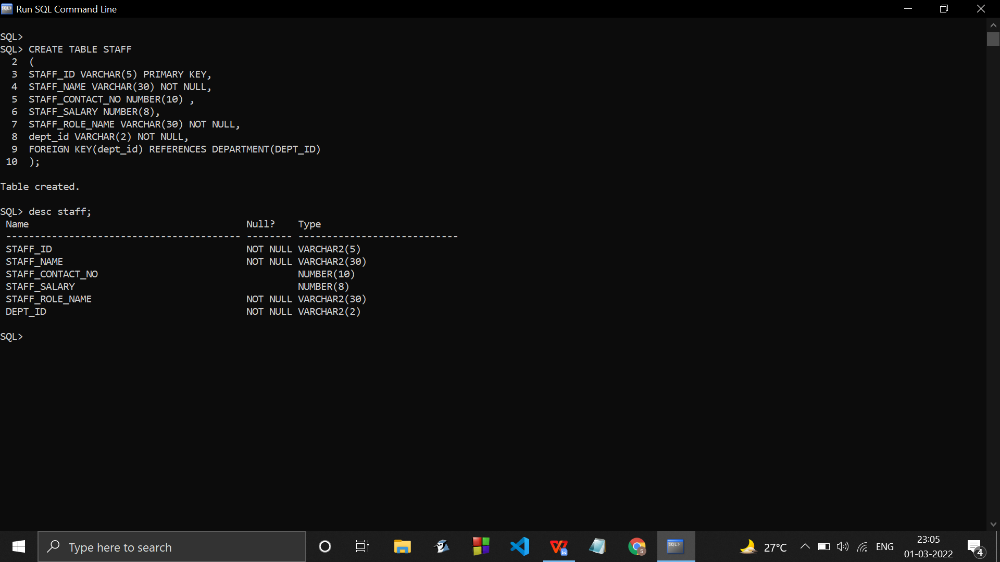 Run SQL Command Line
SQL>
SQL> CREATE TABLE STAFF
2 (
3 STAFF_ID VARCHAR(5) PRIMARY KEY,
4 STAFF_NAME VARCHAR(30) NOT NULL,
5 STAFF_CONTACT_NO NUMBER(10) ,
6 STAFF_SALARY NUMBER(8),
7 STAFF_ROLE_NAME VARCHAR(30) NOT NULL,
8 dept_id VARCHAR(2) NOT NULL,
9 FOREIGN KEY(dept_id) REFERENCES DEPARTMENT(DEPT_ID)
10 );
Table created.
SQL> desc staff;
Name Null? Type
----------------------------------------- -------- ----------------------------
STAFF_ID NOT NULL VARCHAR2(5)
STAFF_NAME NOT NULL VARCHAR2(30)
STAFF_CONTACT_NO NUMBER(10)
STAFF_SALARY NUMBER(8)
STAFF_ROLE_NAME NOT NULL VARCHAR2(30)
DEPT_ID NOT NULL VARCHAR2(2)
SQL>
Type here to search
27°C
ENG
23:05
01-03-2022
4